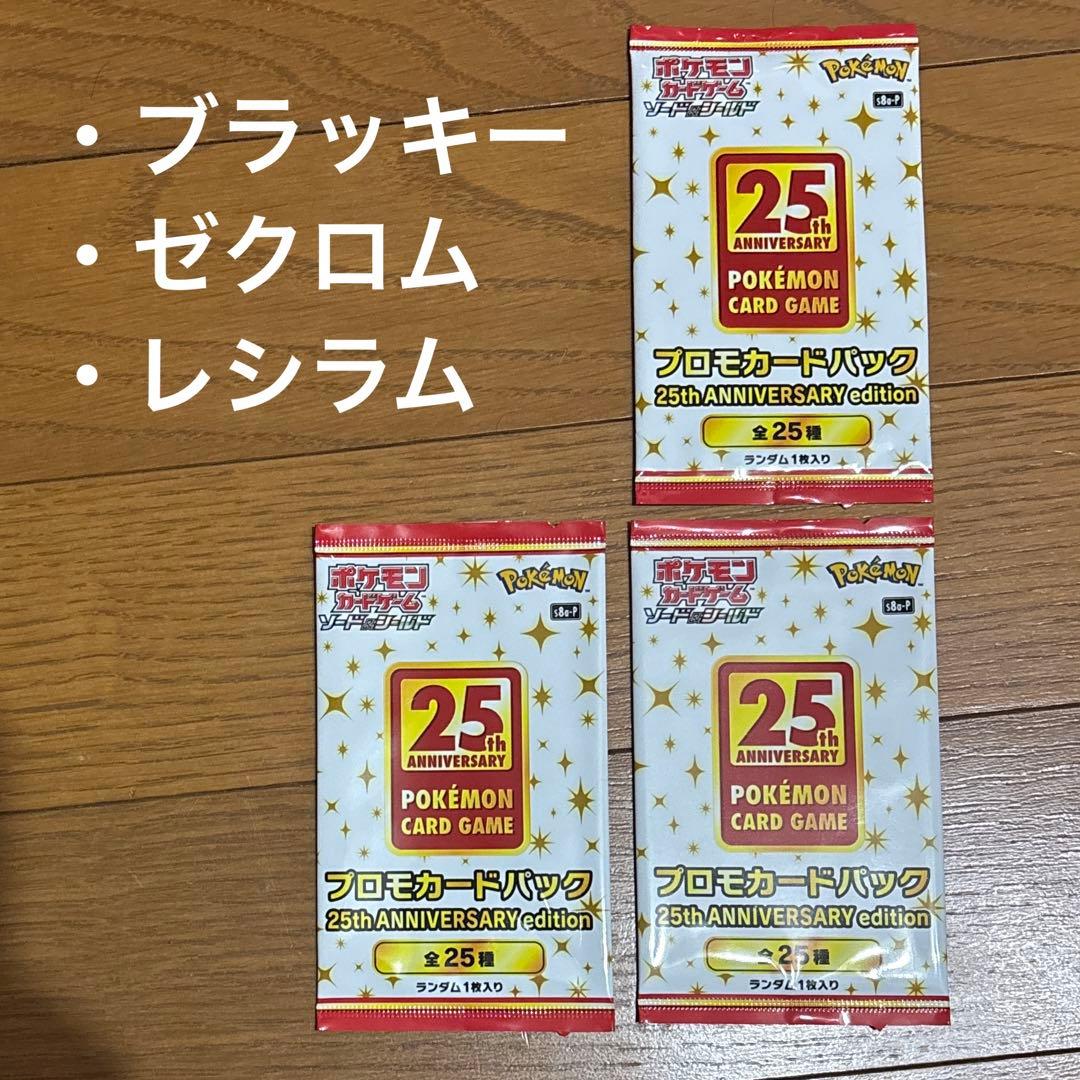 ・ブラッキー
・ゼクロム
・レシラム
ポケモン
カードゲーム
ソード&シールド
Pokémon
s8a-P
25th
ANNIVERSARY
POKÉMON
CARD GAME
プロモカードパック
25th ANNIVERSARY edition
全25種
ランダム1枚入り
ポケモン
カードゲーム
ソード&シールド
Pokémon
s8a-P
25th
ANNIVERSARY
POKÉMON
CARD GAME
プロモカードパック
25th ANNIVERSARY edition
全25種
ランダム1枚入り
ポケモン
カードゲーム
ソード&シールド
Pokémon
s8a-P
25th
ANNIVERSARY
POKÉMON
CARD GAME
プロモカードパック
25th ANNIVERSARY edition
全25種
ランダム1枚入り